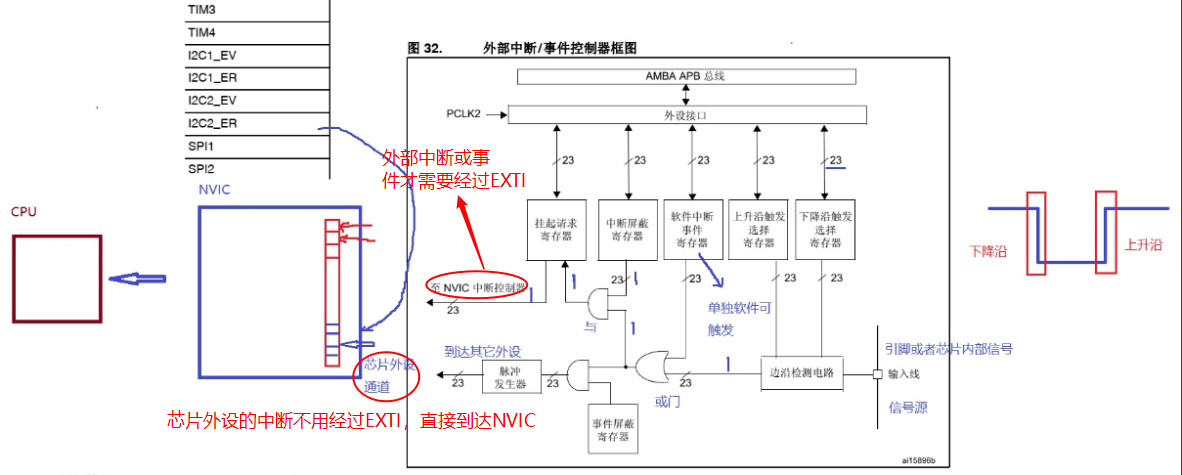 TIM3
TIM4
I2C1_EV
I2C1_ER
I2C2_EV
I2C2_ER
SPI1
SPI2
NVIC
CPU
芯片外设
通道
芯片外设的中断不用经过EXTI，直接到达NVIC
外部中断或事
件才需要经过EXTI
图 32. 外部中断/事件控制器框图
AMBA APB 总线
PCLK2
外设接口
23 23 23 23 23
挂起请求
寄存器
中断屏蔽
寄存器
软件中断
事件
寄存器
上升沿触发
选择
寄存器
下降沿触发
选择
寄存器
至 NVIC 中断控制器
23
1
23
1
23
23
23
与
1
单独软件可
触发
到达其它外设
23
脉冲
发生器
23
或门
23
1
边沿检测电路
引脚或者芯片内部信号
输入线
信号源
事件屏蔽
寄存器
ai15896b
下降沿
上升沿